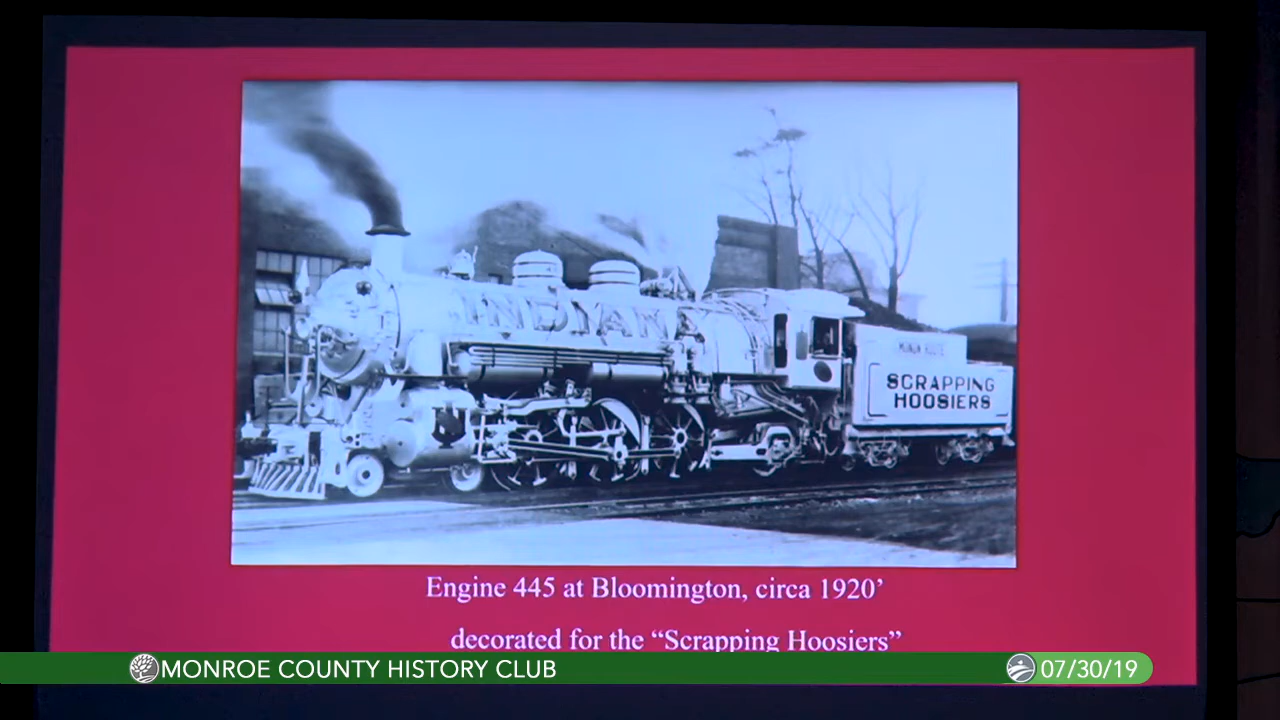 INDIANA
MONON ROUTE
SCRAPPING
HOOSIERS
Engine 445 at Bloomington, circa 1920’
decorated for the “Scrapping Hoosiers”
MONROE COUNTY HISTORY CLUB
07/30/19